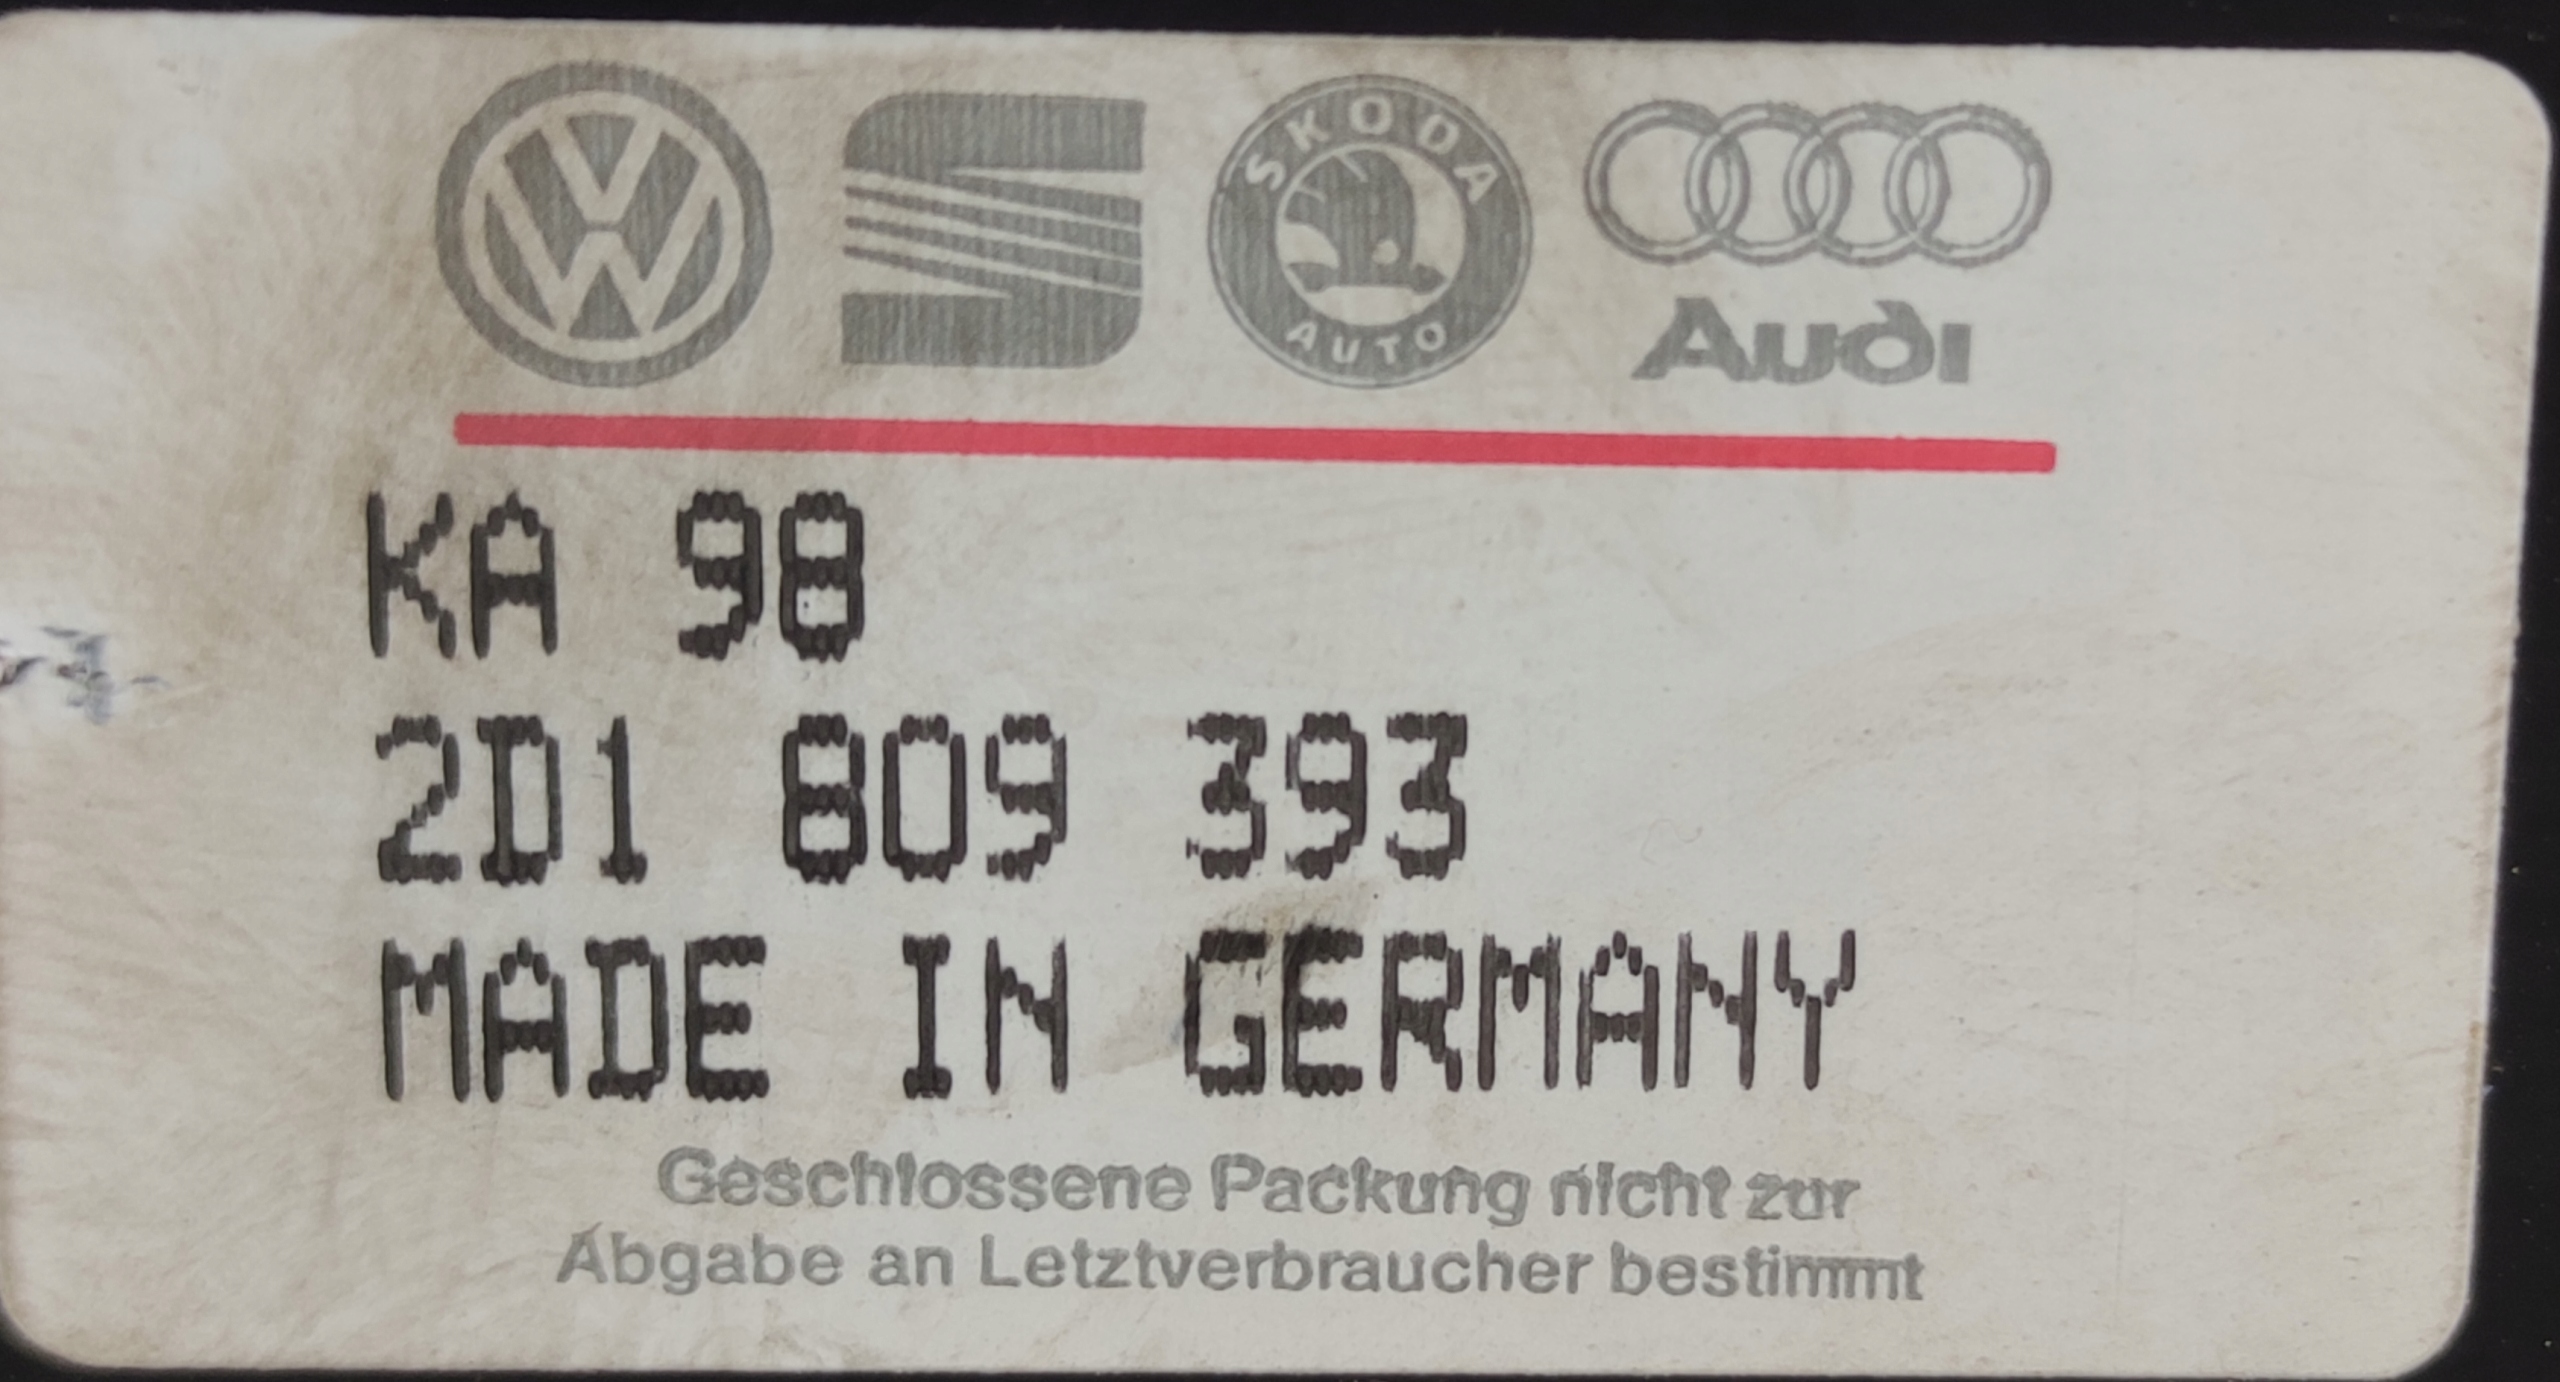 SKODA
AUTO
Audi
KA 98
2D1 809 393
MADE IN GERMANY
Geschlossene Packung nicht zur
Abgabe an Letztverbraucher bestimmt